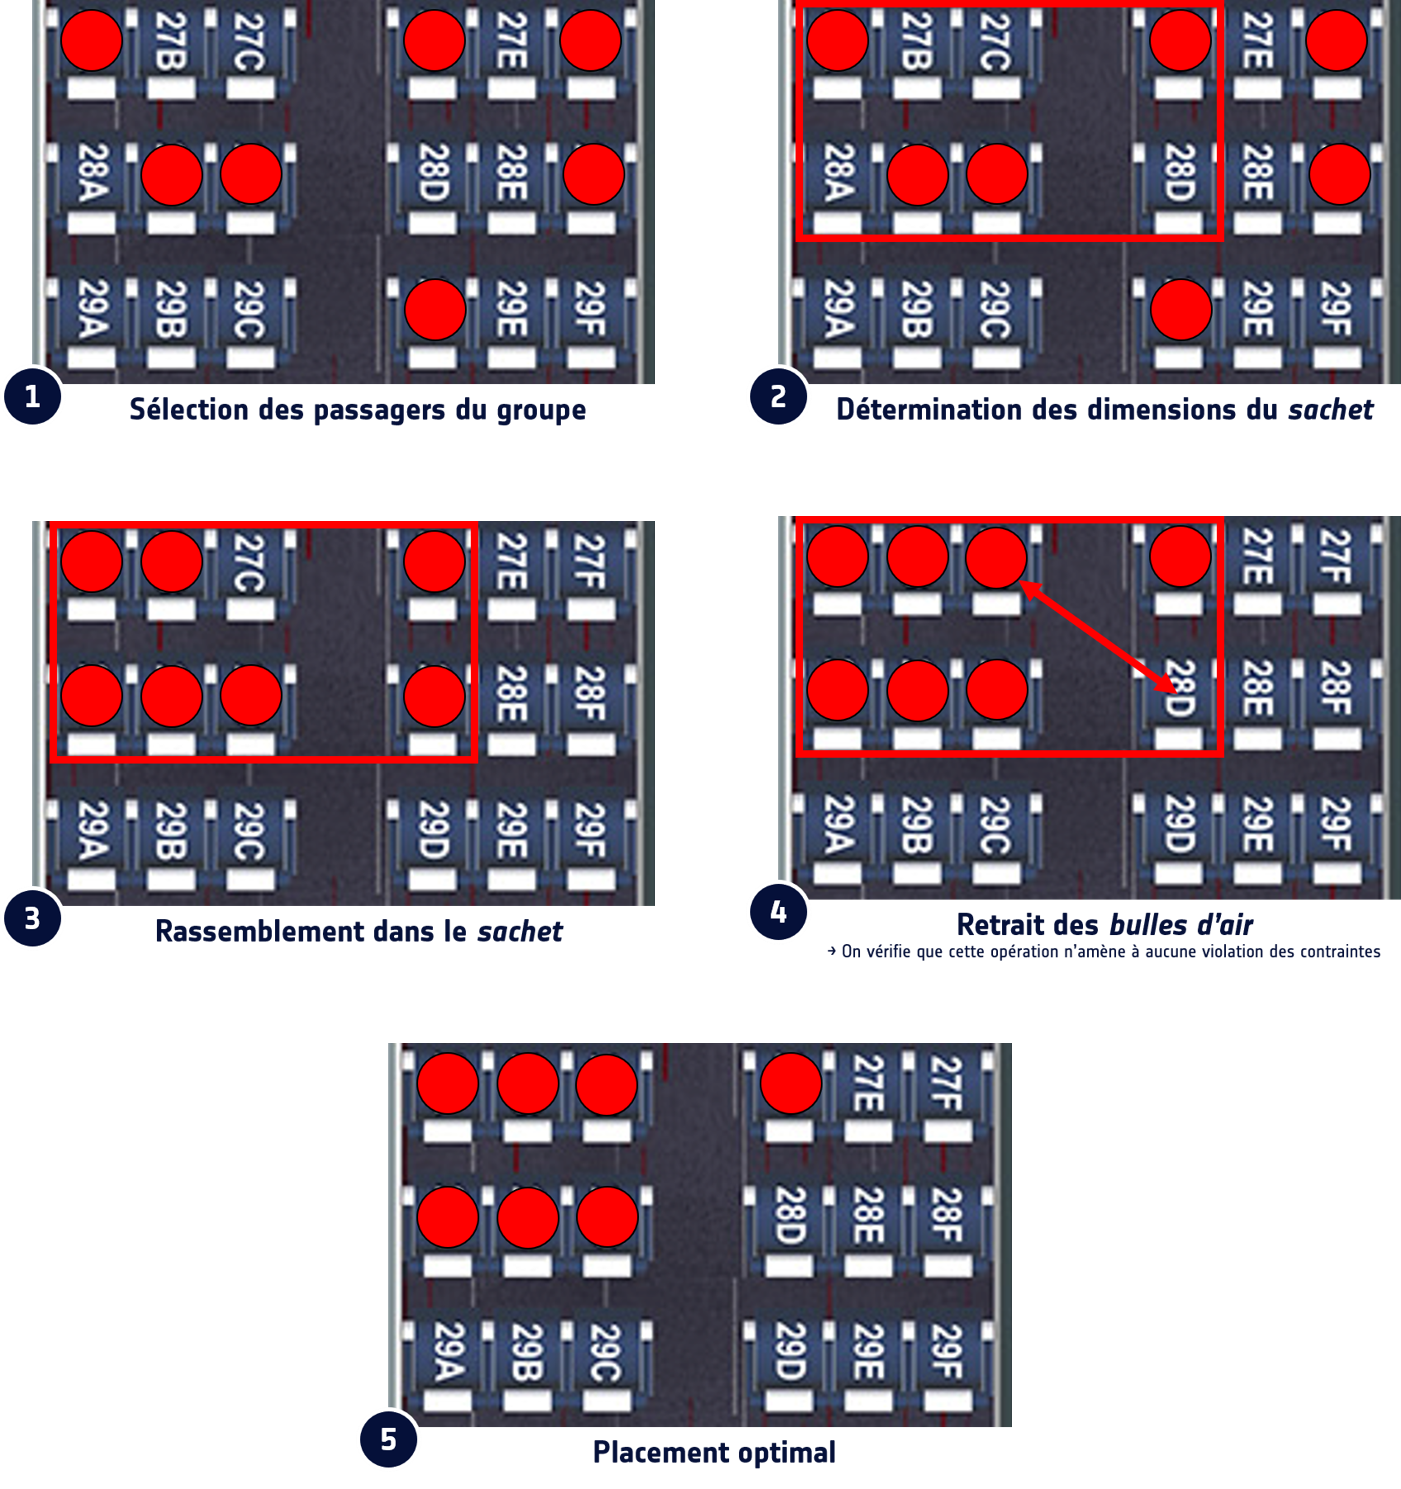 27B 27C 27E
28A 28D 28E
29A 29B 29C 29E 29F
1 Sélection des passagers du groupe
27B 27C 27E
28A 28D 28E
29A 29B 29C 29E 29F
2 Détermination des dimensions du sachet
27C 27E 27F
28E 28F
29A 29B 29C 29D 29E 29F
3 Rassemblement dans le sachet
27E 27F
28D 28E 28F
29A 29B 29C 29D 29E 29F
4 Retrait des bulles d'air
→ On vérifie que cette opération n'amène à aucune violation des contraintes
27E 27F
28D 28E 28F
29A 29B 29C 29D 29E 29F
5 Placement optimal